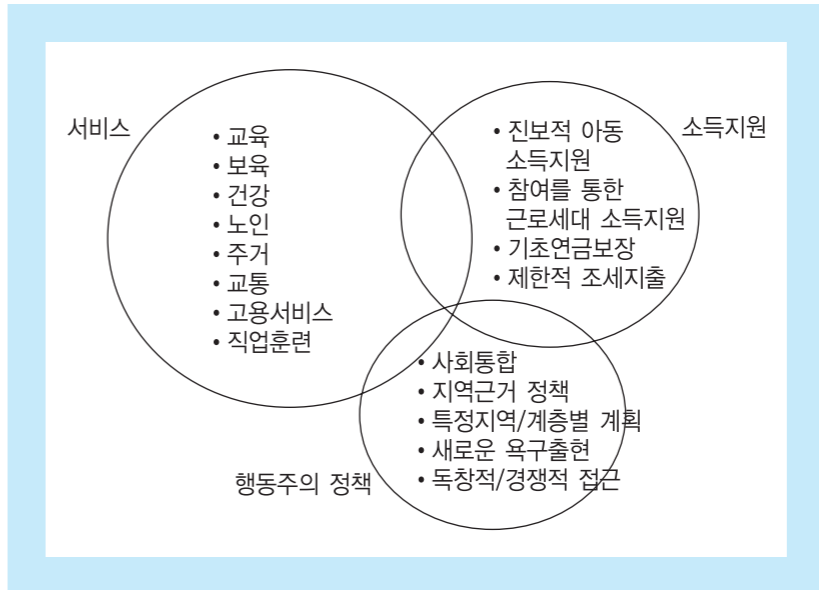 서비스
• 교육
• 보육
• 건강
• 노인
• 주거
• 교통
• 고용서비스
• 직업훈련
소득지원
• 진보적 아동
소득지원
• 참여를 통한
근로세대 소득지원
• 기초연금보장
• 제한적 조세지출
행동주의 정책
• 사회통합
• 지역근거 정책
• 특정지역/계층별 계획
• 새로운 욕구출현
• 독창적/경쟁적 접근